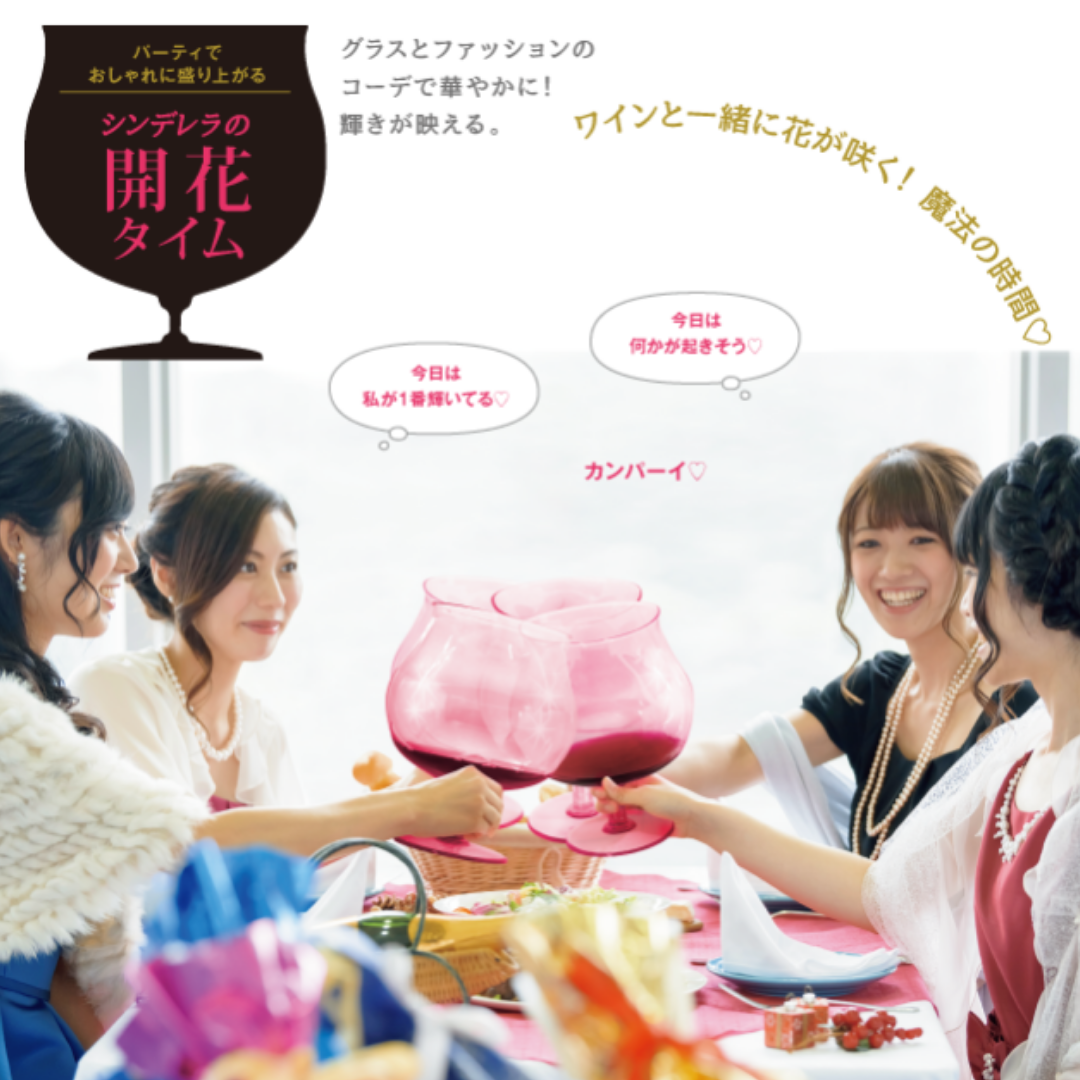 パーティで
おしゃれに盛り上がる
シンデレラの
開花
タイム
グラスとファッションの
コーデで華やかに!
輝きが映える。
ワインと一緒に花が咲く! 魔法の時間♡
今日は
何かが起きそう♡
今日は
私が1番輝いてる♡
カンパーイ♡